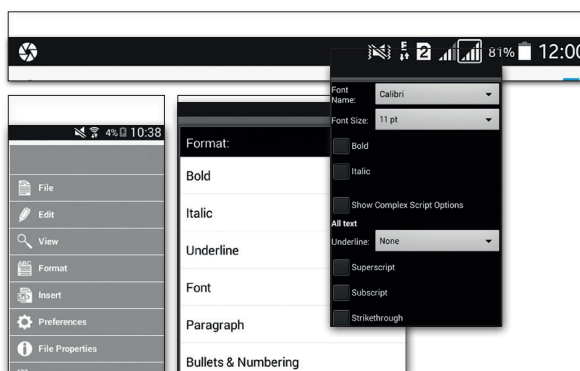 E 2 81% 12:00
4% 10:38
File
Edit
View
ABC
Format
Insert
Preferences
File Properties
Format:
Bold
Italic
Underline
Font
Paragraph
Bullets & Numbering
Font Name: Calibri
Font Size: 11 pt
Bold
Italic
Show Complex Script Options
All text
Underline: None
Superscript
Subscript
Strikethrough